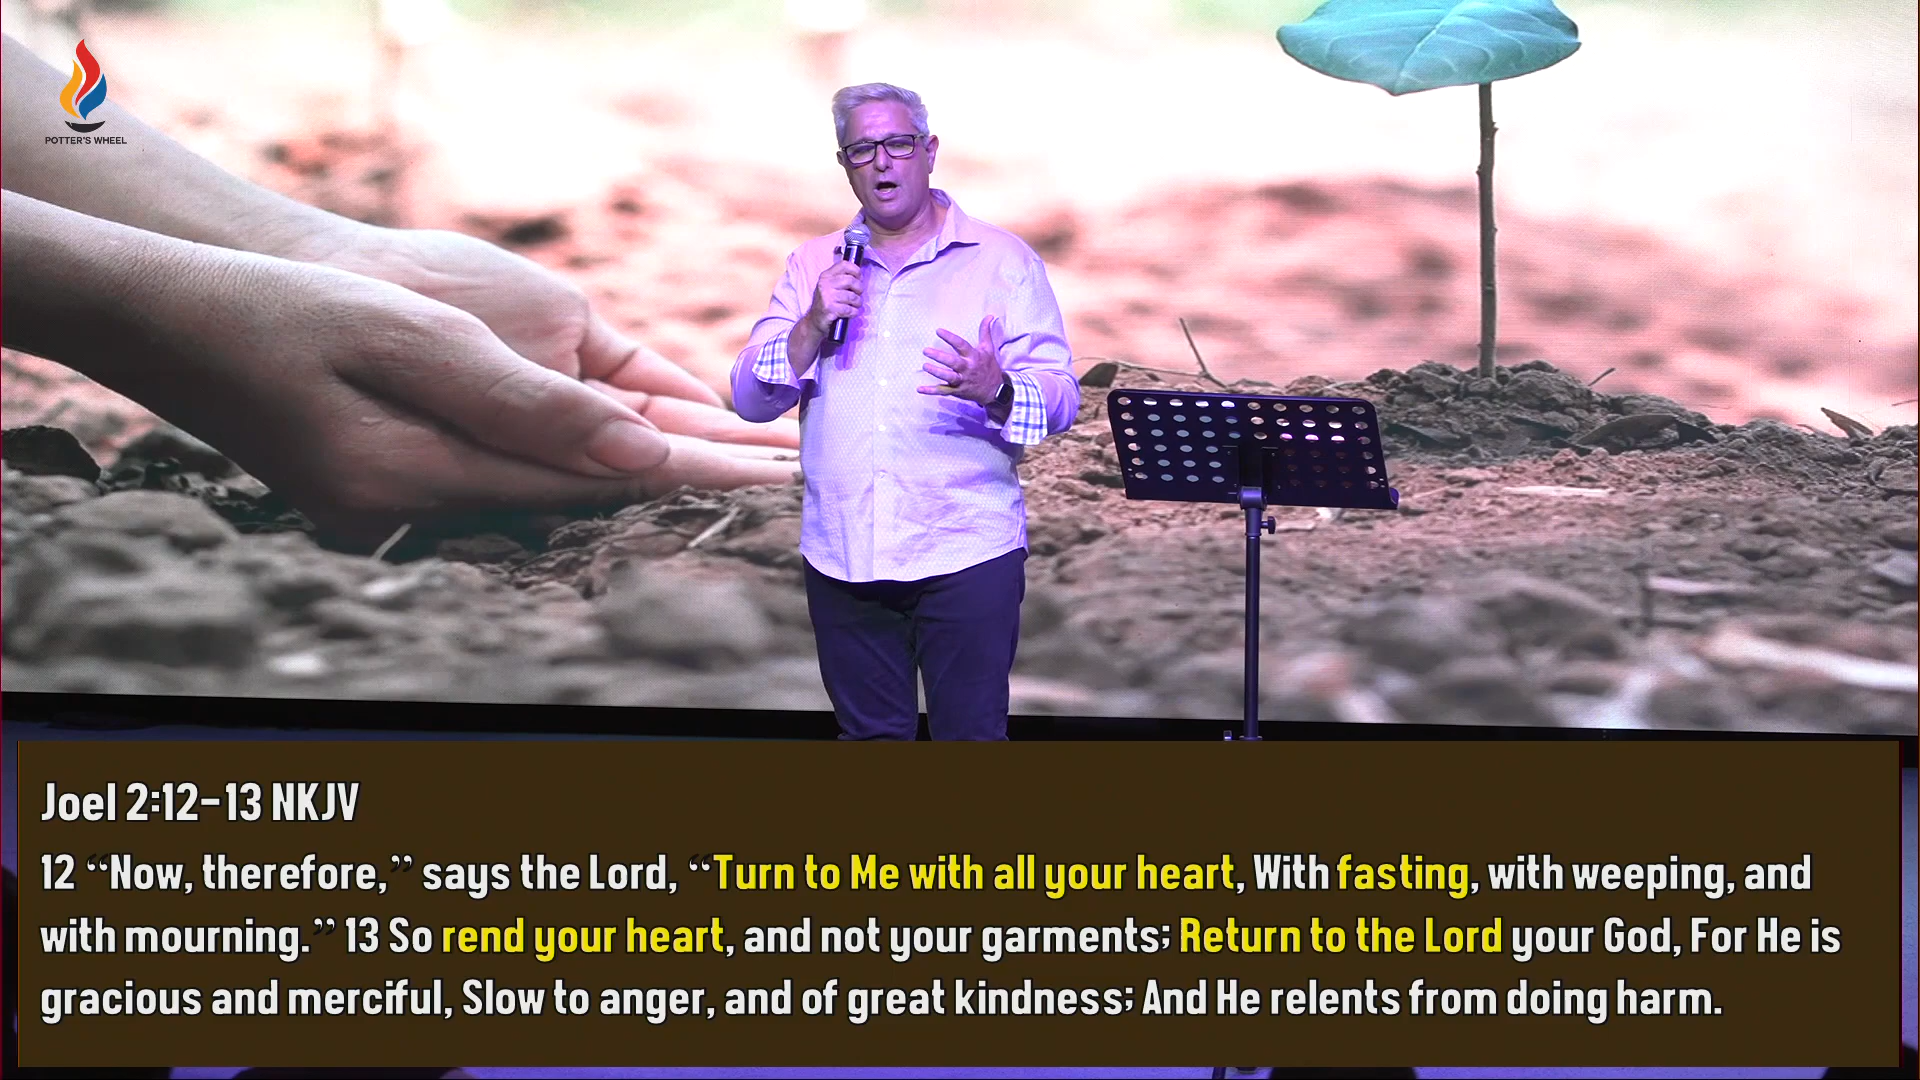 POTTER'S WHEEL
Joel 2:12-13 NKJV
12 “Now, therefore,” says the Lord, “Turn to Me with all your heart, With fasting, with weeping, and
with mourning.” 13 So rend your heart, and not your garments; Return to the Lord your God, For He is
gracious and merciful, Slow to anger, and of great kindness; And He relents from doing harm.